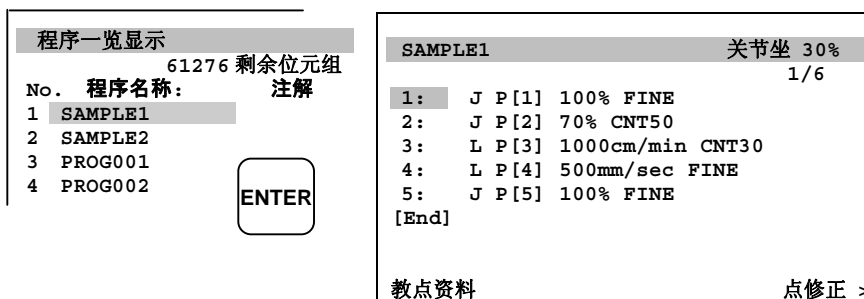 程序一览显示
61276 剩余位元组
No. 程序名称: 注解
1 SAMPLE1
2 SAMPLE2
3 PROG001
4 PROG002
ENTER
SAMPLE1 关节坐 30%
1/6
1: J P[1] 100% FINE
2: J P[2] 70% CNT50
3: L P[3] 1000cm/min CNT30
4: L P[4] 500mm/sec FINE
5: J P[5] 100% FINE
[End]
教点资料 点修正 >